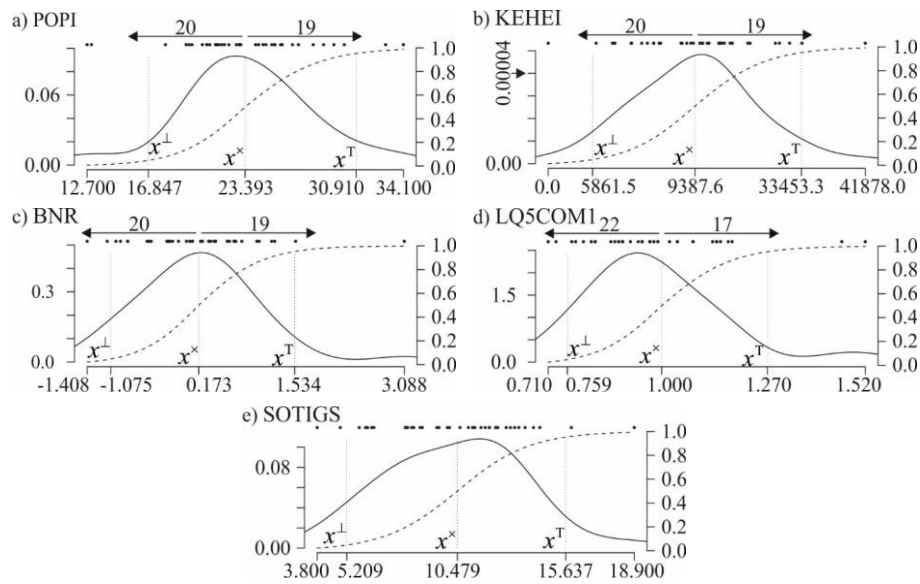 a) POPI
20 19
0.06
0.00
1.0
0.8
0.6
0.4
0.2
0.0
x⊥ x× xT
12.700 16.847 23.393 30.910 34.100
b) KEHEI
20 19
0.00004
0.00
1.0
0.8
0.6
0.4
0.2
0.0
x⊥ x× xT
0.0 5861.5 9387.6 33453.3 41878.0
c) BNR
20 19
0.3
0.0
1.0
0.8
0.6
0.4
0.2
0.0
x⊥ x× xT
-1.408 -1.075 0.173 1.534 3.088
d) LQ5COM1
22 17
1.5
0.0
1.0
0.8
0.6
0.4
0.2
0.0
x⊥ x× xT
0.710 0.759 1.000 1.270 1.520
e) SOTIGS
0.08
0.00
1.0
0.8
0.6
0.4
0.2
0.0
x⊥ x× xT
3.800 5.209 10.479 15.637 18.900